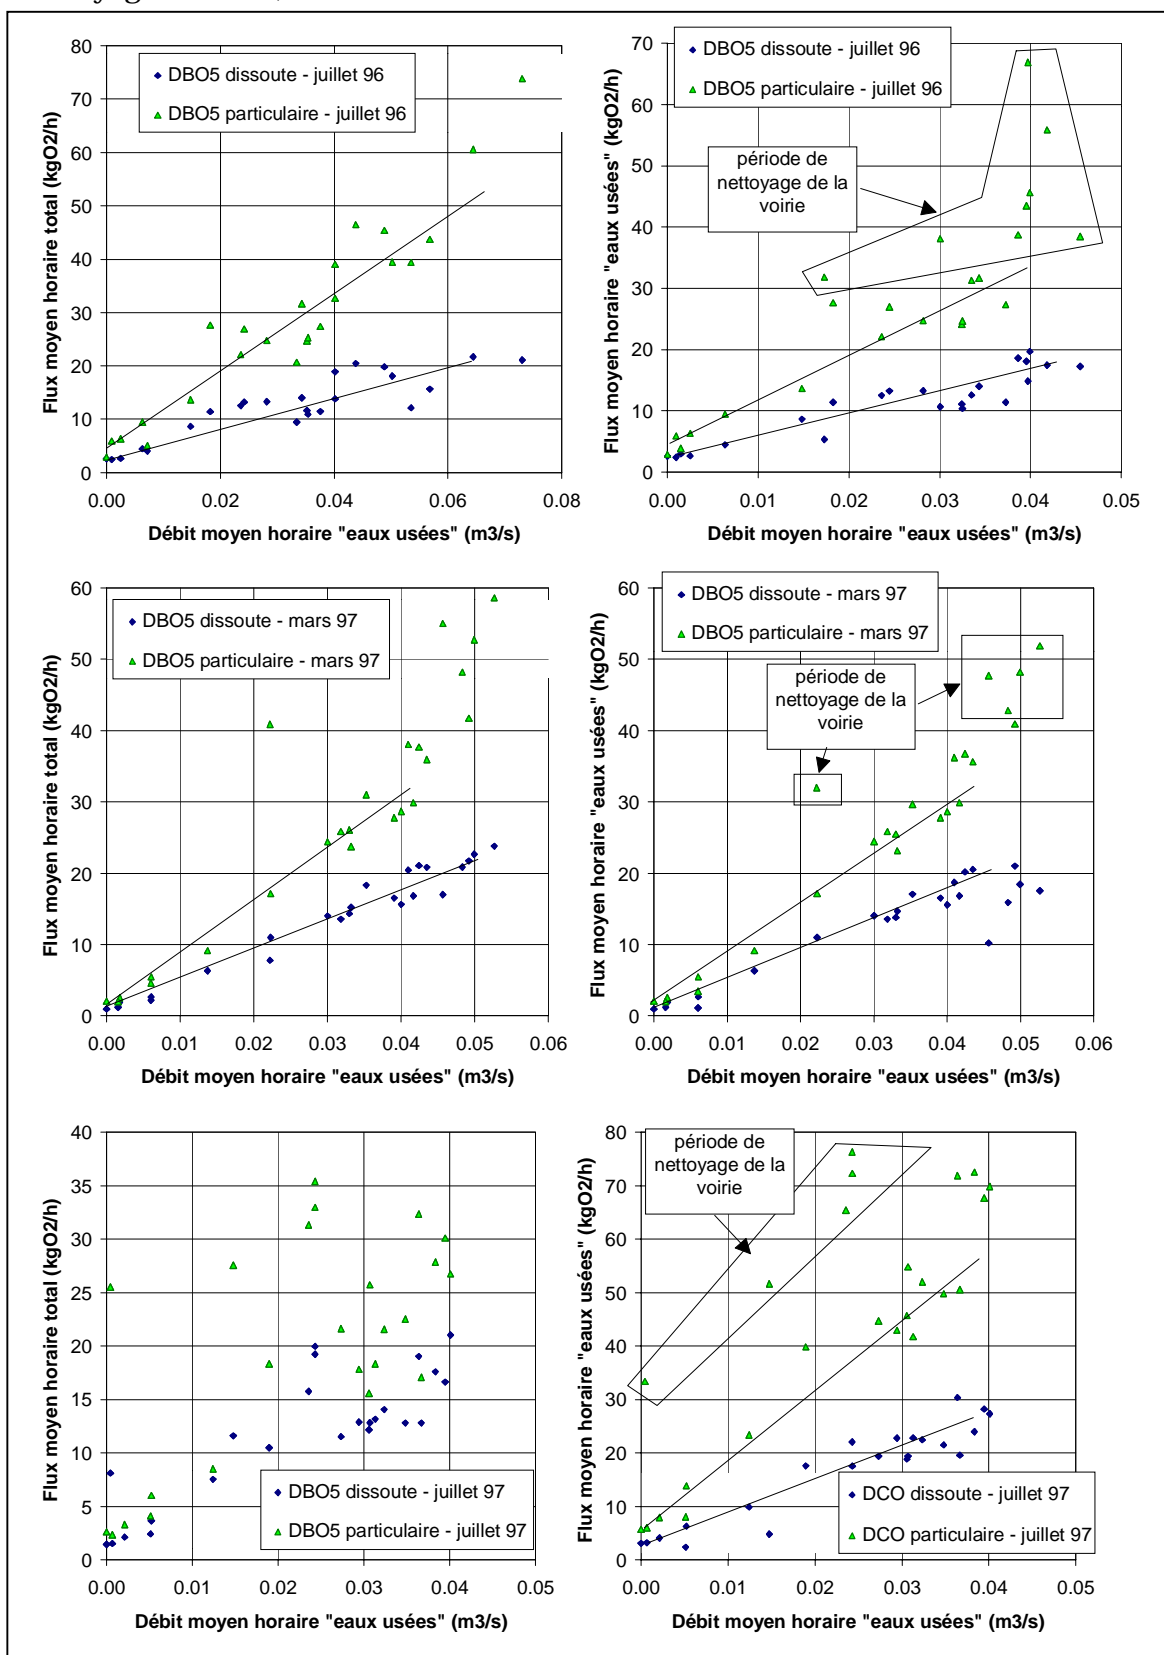 DBO5 dissoute - juillet 96
DBO5 particulaire - juillet 96
Flux moyen horaire total (kgO2/h)
80
70
60
50
40
30
20
10
0
0.00 0.02 0.04 0.06 0.08
Débit moyen horaire "eaux usées" (m3/s)
DBO5 dissoute - juillet 96
DBO5 particulaire - juillet 96
période de
nettoyage de la
voirie
Flux moyen horaire "eaux usées" (kgO2/h)
70
60
50
40
30
20
10
0
0.00 0.01 0.02 0.03 0.04 0.05
Débit moyen horaire "eaux usées" (m3/s)
DBO5 dissoute - mars 97
DBO5 particulaire - mars 97
Flux moyen horaire total (kgO2/h)
60
50
40
30
20
10
0
0.00 0.01 0.02 0.03 0.04 0.05 0.06
Débit moyen horaire "eaux usées" (m3/s)
DBO5 dissoute - mars 97
DBO5 particulaire - mars 97
période de
nettoyage de la
voirie
Flux moyen horaire "eaux usées" (kgO2/h)
60
50
40
30
20
10
0
0.00 0.01 0.02 0.03 0.04 0.05 0.06
Débit moyen horaire "eaux usées" (m3/s)
Flux moyen horaire total (kgO2/h)
40
35
30
25
20
15
10
5
0
DBO5 dissoute - juillet 97
DBO5 particulaire - juillet 97
0.00 0.01 0.02 0.03 0.04 0.05
Débit moyen horaire "eaux usées" (m3/s)
période de
nettoyage de la
voirie
Flux moyen horaire "eaux usées" (kgO2/h)
80
70
60
50
40
30
20
10
0
DCO dissoute - juillet 97
DCO particulaire - juillet 97
0.00 0.01 0.02 0.03 0.04 0.05
Débit moyen horaire "eaux usées" (m3/s)